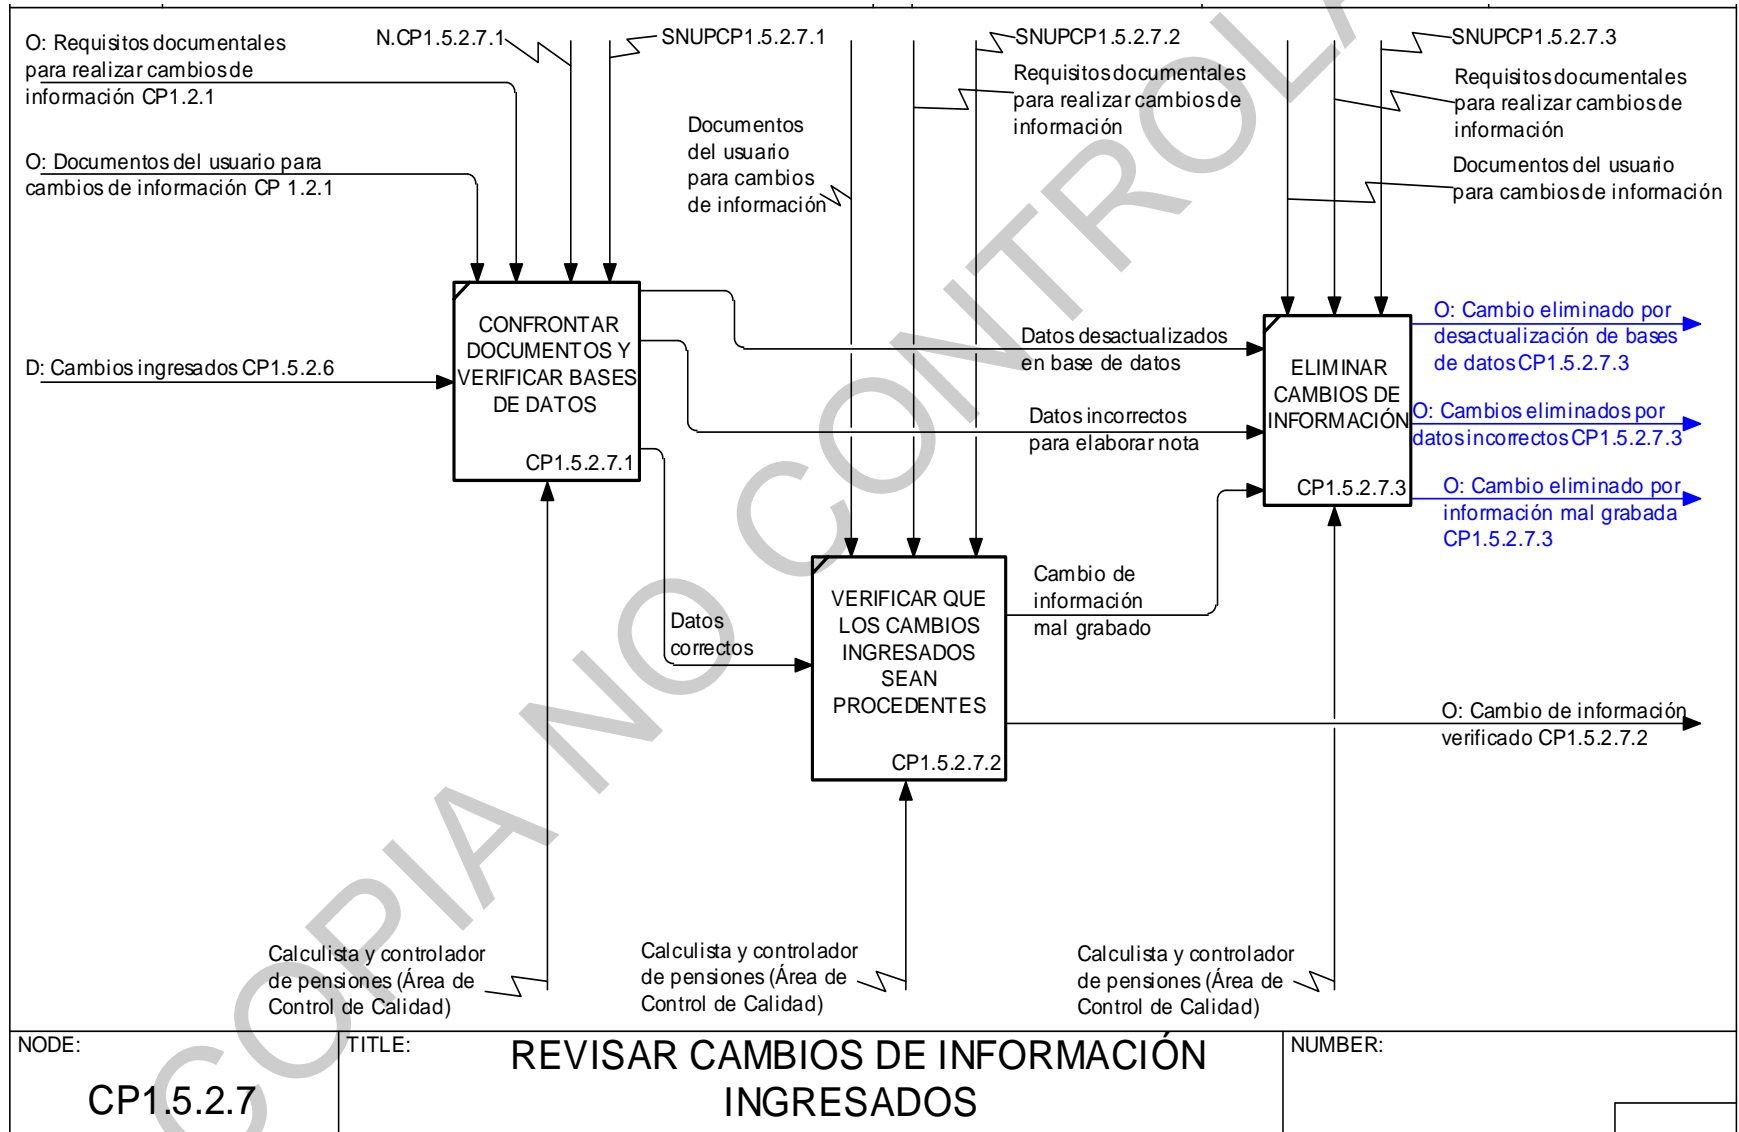 O: Requisitos documentales
para realizar cambios de
información CP1.2.1
N.CP1.5.2.7.1
SNUPCP1.5.2.7.1
SNUPCP1.5.2.7.2
SNUPCP1.5.2.7.3
Requisitos documentales
para realizar cambios de
información
Requisitos documentales
para realizar cambios de
información
Documentos
del usuario
para cambios
de información
O: Documentos del usuario para
cambios de información CP 1.2.1
Documentos del usuario
para cambios de información
D: Cambios ingresados CP1.5.2.6
CONFRONTAR
DOCUMENTOS Y
VERIFICAR BASES
DE DATOS
CP1.5.2.7.1
Datos desactualizados
en base de datos
Datos incorrectos
para elaborar nota
ELIMINAR
CAMBIOS DE
INFORMACIÓN
CP1.5.2.7.3
O: Cambio eliminado por
desactualización de bases
de datos CP1.5.2.7.3
O: Cambios eliminados por
datos incorrectos CP1.5.2.7.3
O: Cambio eliminado por
información mal grabada
CP1.5.2.7.3
Datos
correctos
VERIFICAR QUE
LOS CAMBIOS
INGRESADOS
SEAN
PROCEDENTES
CP1.5.2.7.2
Cambio de
información
mal grabado
O: Cambio de información
verificado CP1.5.2.7.2
Calculista y controlador
de pensiones (Área de
Control de Calidad)
Calculista y controlador
de pensiones (Área de
Control de Calidad)
Calculista y controlador
de pensiones (Área de
Control de Calidad)
COPIA NO CONTROLA
NODE:
CP1.5.2.7
TITLE:
REVISAR CAMBIOS DE INFORMACIÓN
INGRESADOS
NUMBER: